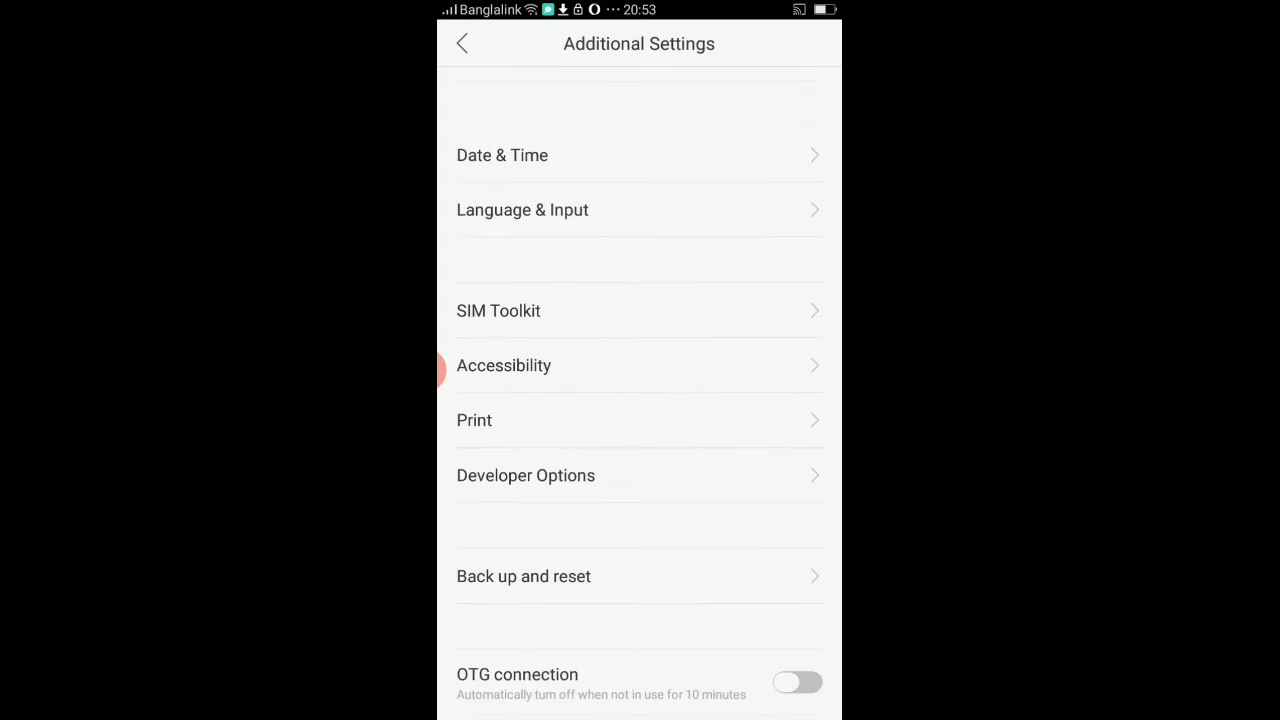 Banglalink 20:53
Additional Settings
Date & Time
Language & Input
SIM Toolkit
Accessibility
Print
Developer Options
Back up and reset
OTG connection
Automatically turn off when not in use for 10 minutes